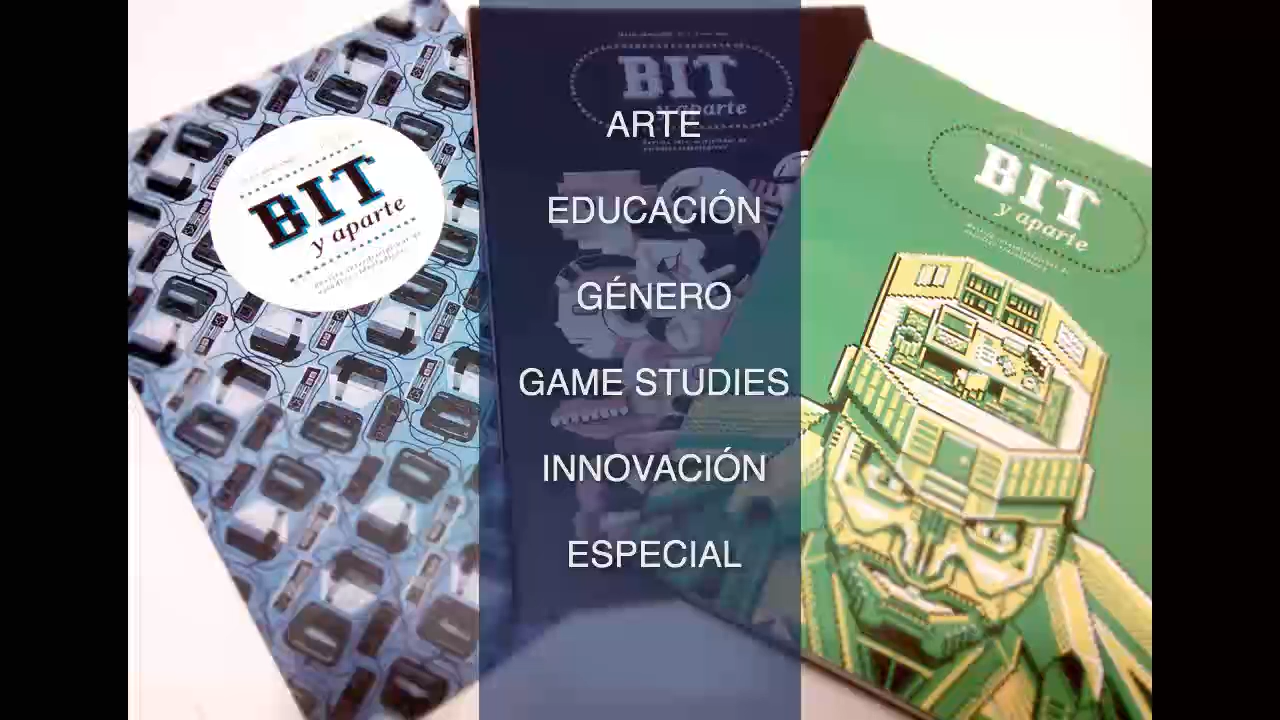 BIT
y aparte
BIT
y aparte
ARTE
EDUCACIÓN
GÉNERO
GAME STUDIES
INNOVACIÓN
ESPECIAL
BIT
y aparte